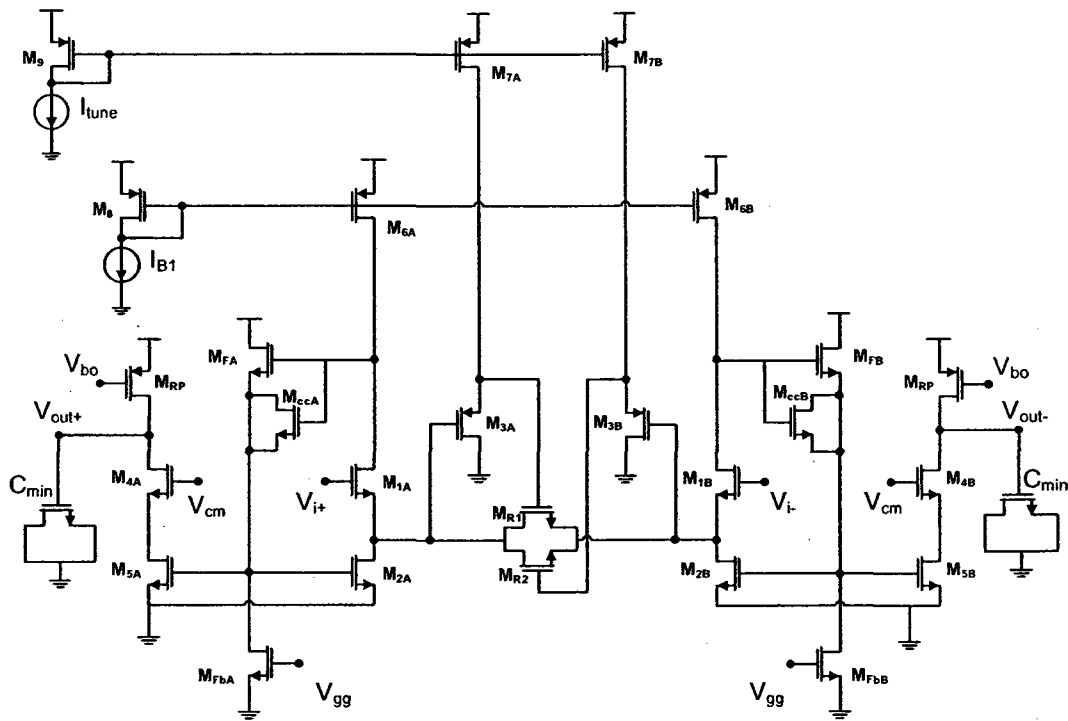 M9
M7A
M7B
Itune
M8
M6A
M6B
IB1
MFA
MFB
Vbo
MRP
MccA
MccB
MRP
Vbo
Vout+
M3A
M3B
Vout-
M4A
M1A
M1B
M4B
Cmin
Vcm
Vi+
Vi-
Vcm
Cmin
MR1
MR2
M5A
M2A
M2B
M5B
MFbA
MFbB
Vgg
Vgg